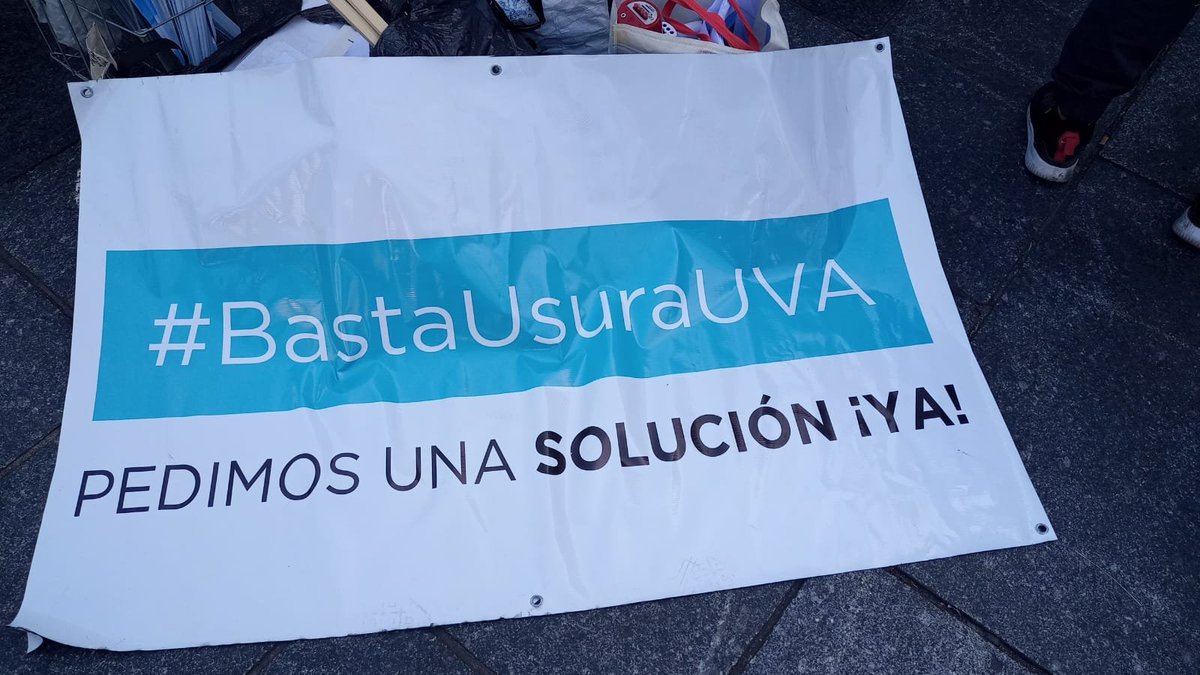 #BastaUsuraUVA
PEDIMOS UNA SOLUCIÓN ¡YA!